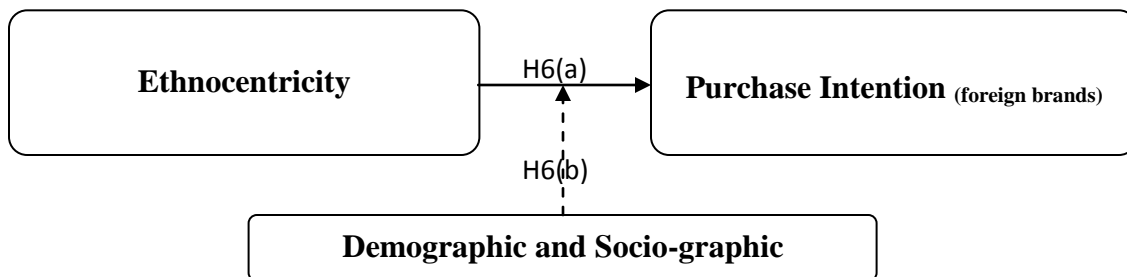 H6(a)
Ethnocentricity
Purchase Intention (foreign brands)
H6(b)
Demographic and Socio-graphic